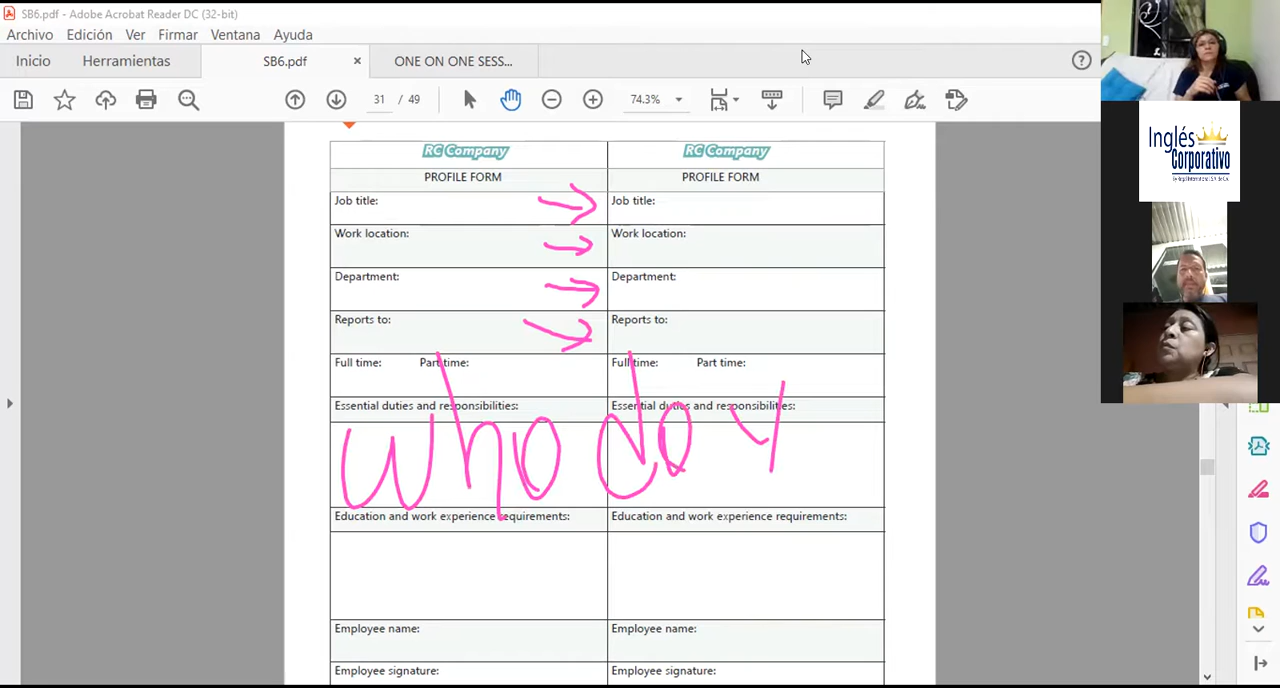 SB6.pdf - Adobe Acrobat Reader DC (32-bit)
Archivo Edición Ver Firmar Ventana Ayuda
Inicio Herramientas SB6.pdf × ONE ON ONE SESS...
31 / 49 74.3%
Inglés
Corporativo
RC Company RC Company
PROFILE FORM PROFILE FORM
Job title: Job title:
Work location: Work location:
Department: Department:
Reports to: Reports to:
Full time: Part time: Full time: Part time:
Essential duties and responsibilities: Essential duties and responsibilities:
who do y
Education and work experience requirements: Education and work experience requirements:
Employee name: Employee name:
Employee signature: Employee signature: